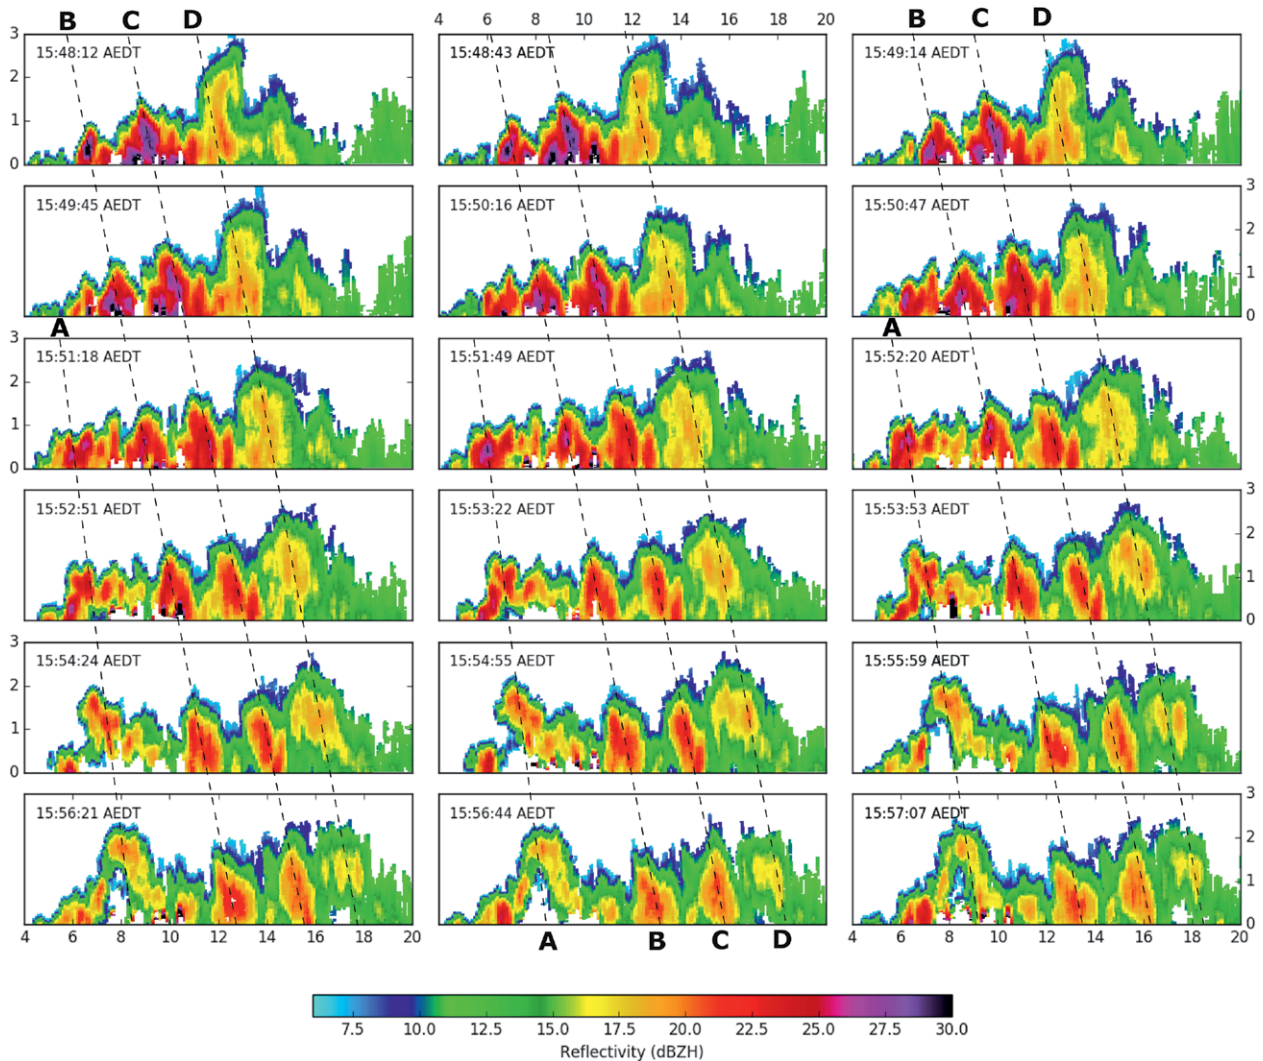 B C D 4 6 8 10 12 14 16 18 20 B C D
3 15:48:12 AEDT 15:48:43 AEDT 15:49:14 AEDT
2
1
0
15:49:45 AEDT 15:50:16 AEDT 15:50:47 AEDT 3
2
1
0
A A
3 15:51:18 AEDT 15:51:49 AEDT 15:52:20 AEDT
2
1
0
15:52:51 AEDT 15:53:22 AEDT 15:53:53 AEDT 3
2
1
0
3 15:54:24 AEDT 15:54:55 AEDT 15:55:59 AEDT
2
1
0
15:56:21 AEDT 15:56:44 AEDT 15:57:07 AEDT 3
2
1
0
4 6 8 10 12 14 16 18 20 A B C D 4 6 8 10 12 14 16 18 20
7.5 10.0 12.5 15.0 17.5 20.0 22.5 25.0 27.5 30.0
Reflectivity (dBZH)